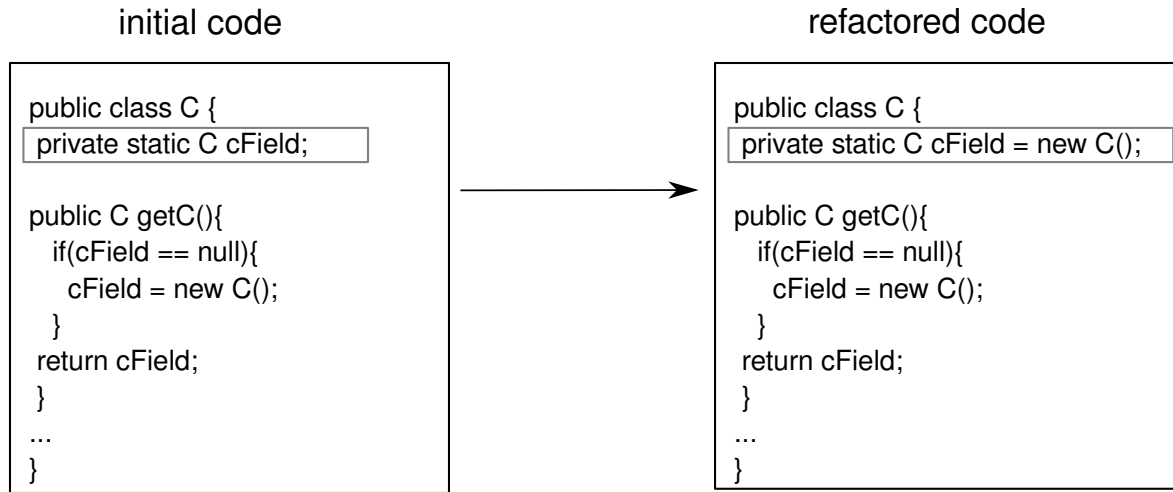 initial code
public class C {
private static C cField;
public C getC(){
if(cField == null){
cField = new C();
}
return cField;
}
...
}
refactored code
public class C {
private static C cField = new C();
public C getC(){
if(cField == null){
cField = new C();
}
return cField;
}
...
}